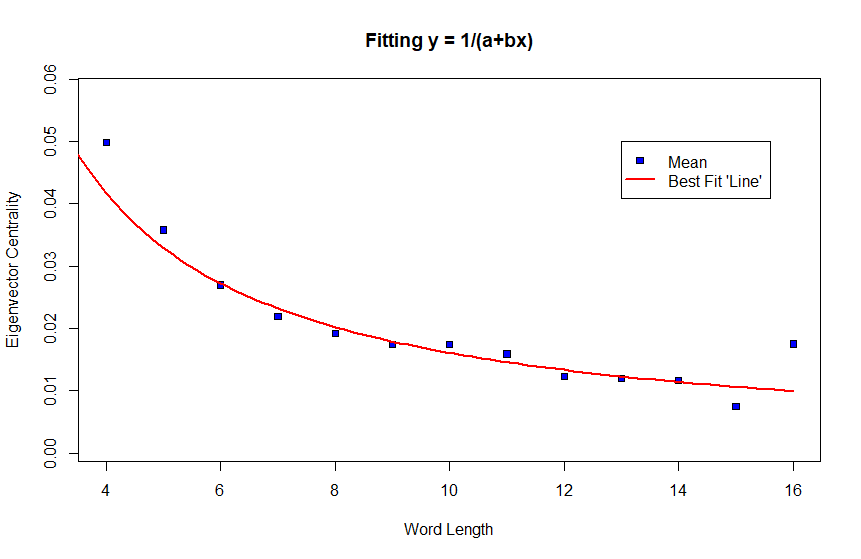 Fitting y = 1/(a+bx)
0.06
0.05
0.04
0.03
0.02
0.01
0.00
Eigenvector Centrality
Mean
Best Fit 'Line'
4 6 8 10 12 14 16
Word Length